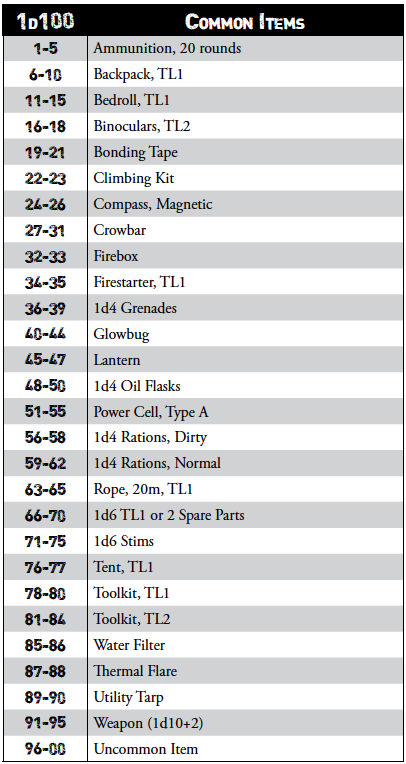 1D100 COMMON ITEMS
1-5 Ammunition, 20 rounds
6-10 Backpack, TL1
11-15 Bedroll, TL1
16-18 Binoculars, TL2
19-21 Bonding Tape
22-23 Climbing Kit
24-26 Compass, Magnetic
27-31 Crowbar
32-33 Firebox
34-35 Firestarter, TL1
36-39 1d4 Grenades
40-44 Glowbug
45-47 Lantern
48-50 1d4 Oil Flasks
51-55 Power Cell, Type A
56-58 1d4 Rations, Dirty
59-62 1d4 Rations, Normal
63-65 Rope, 20m, TL1
66-70 1d6 TL1 or 2 Spare Parts
71-75 1d6 Stims
76-77 Tent, TL1
78-80 Toolkit, TL1
81-84 Toolkit, TL2
85-86 Water Filter
87-88 Thermal Flare
89-90 Utility Tarp
91-95 Weapon (1d10+2)
96-00 Uncommon Item